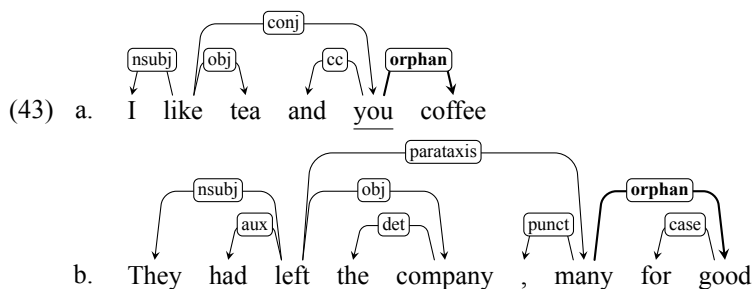 conj
nsubj obj cc orphan
(43) a. I like tea and you coffee
parataxis
nsubj obj orphan
aux det punct case
b. They had left the company , many for good